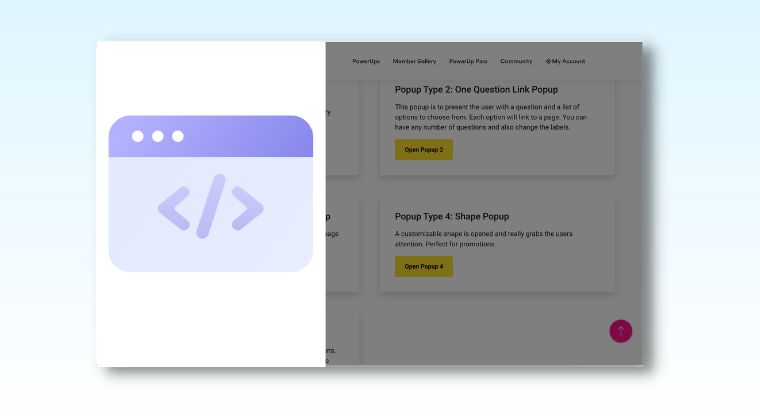 PowerUps Member Gallery PowerUp Pass Community My Account
Popup Type 2: One Question Link Popup
This popup is to present the user with a question and a list of
options to choose from. Each option will link to a page. You can
have any number of questions and also change the labels.
Open Popup 2
Popup Type 4: Shape Popup
age
A customizable shape is opened and really grabs the users
attention. Perfect for promotions
Open Popup 4
ns.